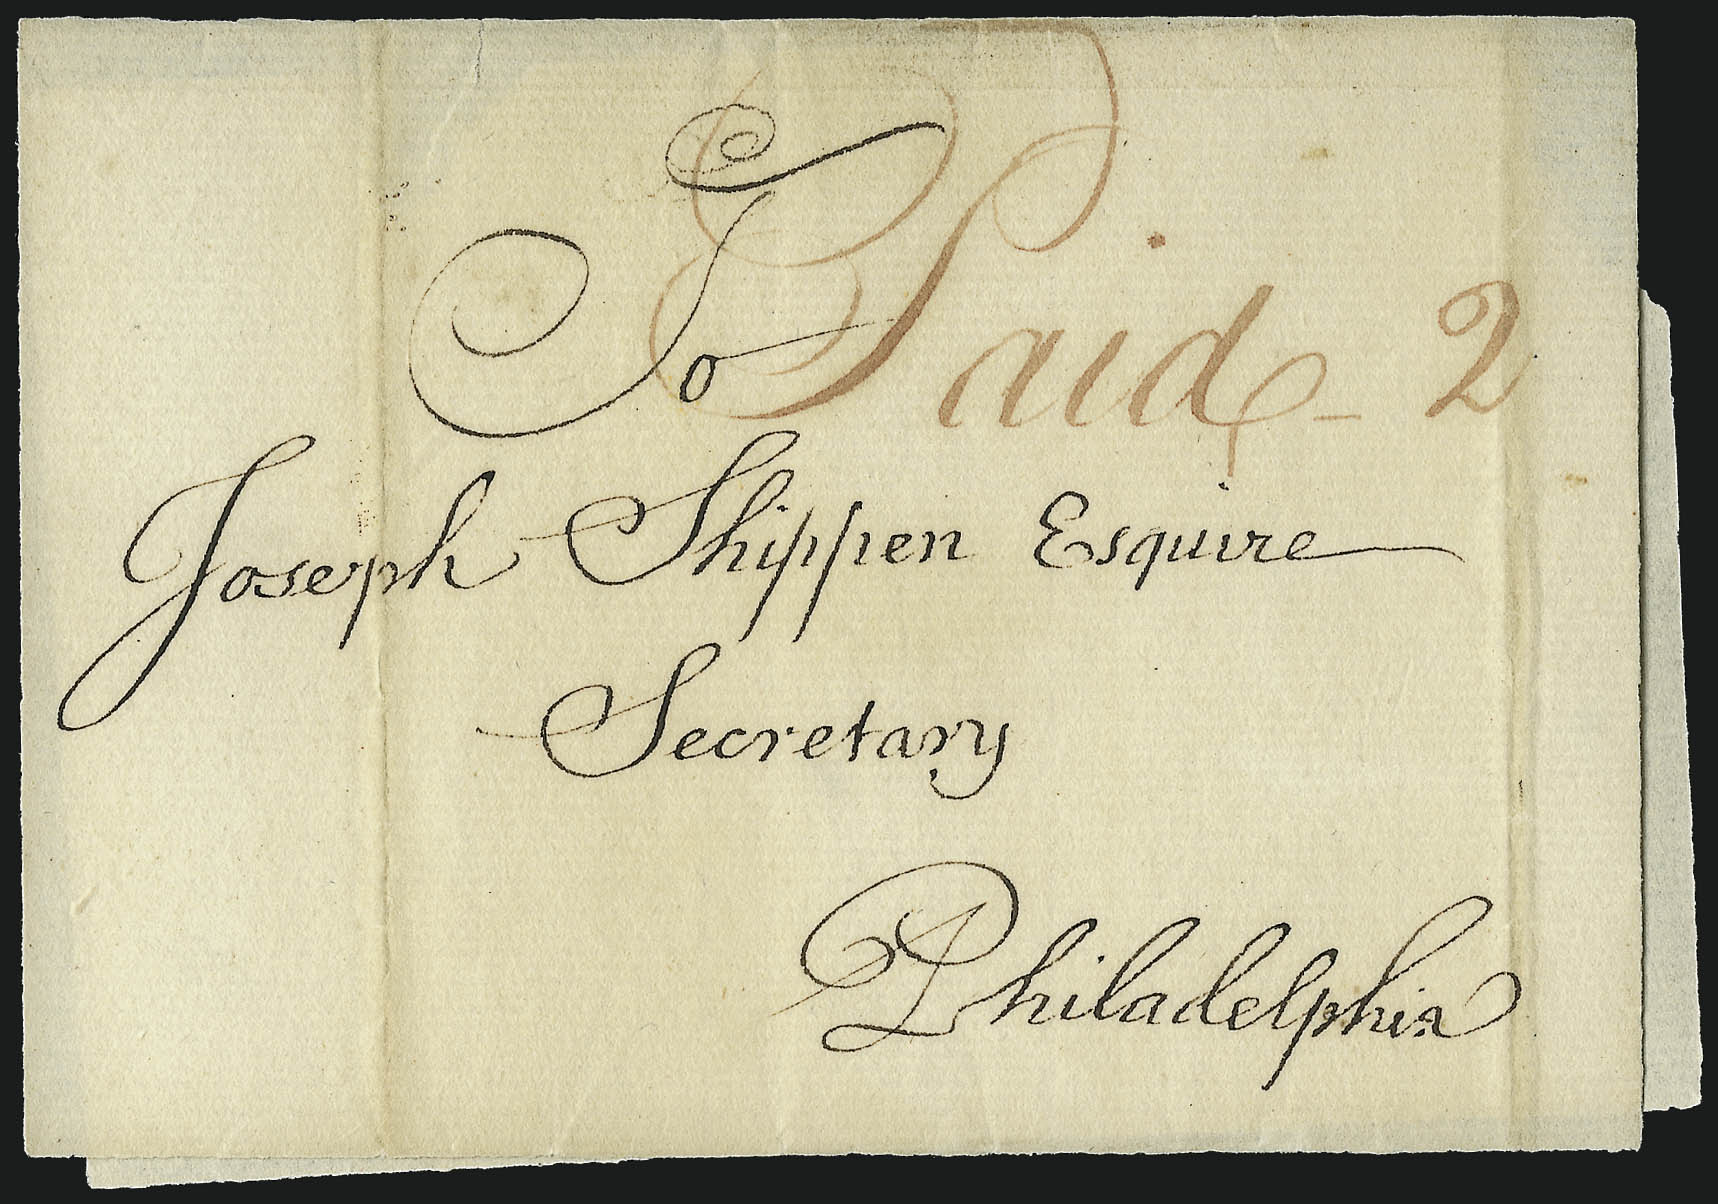 To Paid - 2
Joseph Shippen Esquire
Secretary
Philadelphia